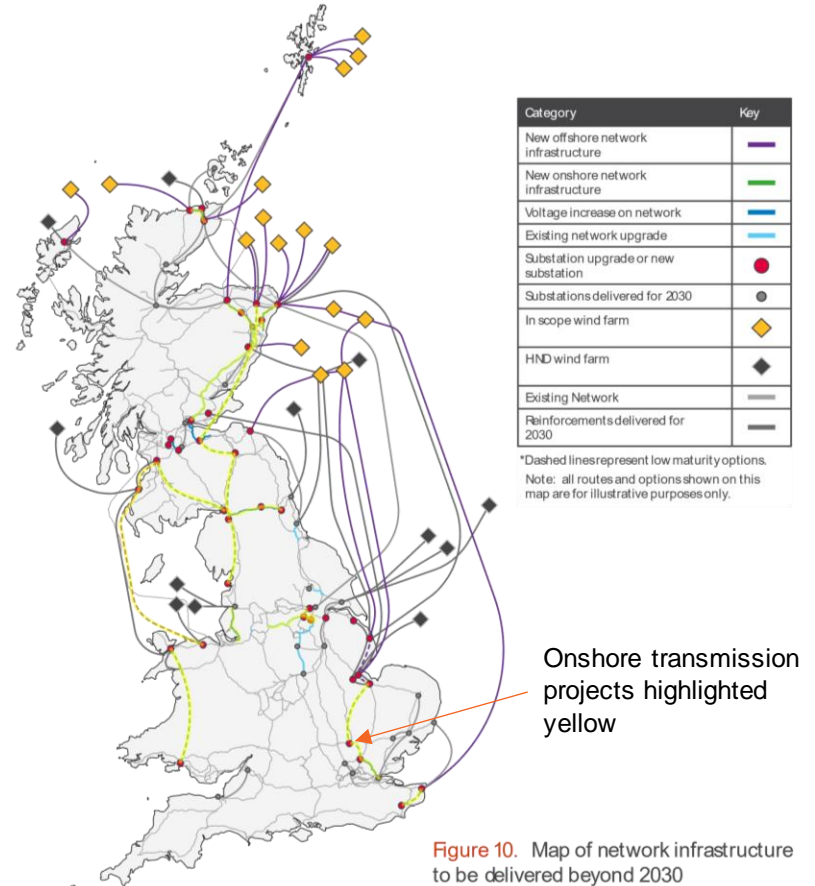 Category Key
New offshore network
infrastructure
New onshore network
infrastructure
Voltage increase on network
Existing network upgrade
Substation upgrade or new
substation
Substations delivered for 2030
In scope wind farm
HND wind farm
Existing Network
Reinforcements delivered for
2030
*Dashed lines represent low maturity options.
Note: all routes and options shown on this
map are for illustrative purposes only.
Onshore transmission
projects highlighted
yellow
Figure 10. Map of network infrastructure
to be delivered beyond 2030